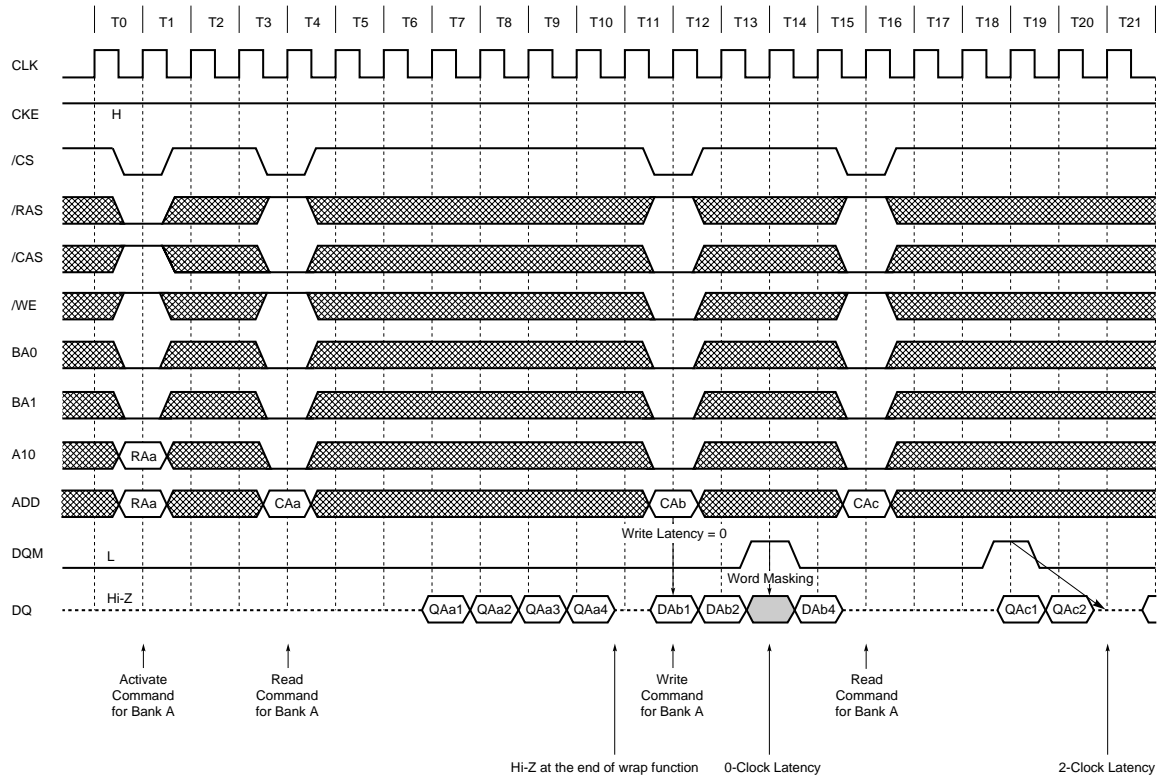 T0 T1 T2 T3 T4 T5 T6 T7 T8 T9 T10 T11 T12 T13 T14 T15 T16 T17 T18 T19 T20 T21
CLK
CKE H
/CS
/RAS
/CAS
/WE
BA0
BA1
A10 RAa
ADD RAa CAa CAb CAc
Write Latency = 0
DQM L
Word Masking
Hi-Z
DQ QAa1 QAa2 QAa3 QAa4 DAb1 DAb2 DAb4 QAc1 QAc2
Activate
Command
for Bank A
Read
Command
for Bank A
Write
Command
for Bank A
Read
Command
for Bank A
Hi-Z at the end of wrap function 0-Clock Latency 2-Clock Latency